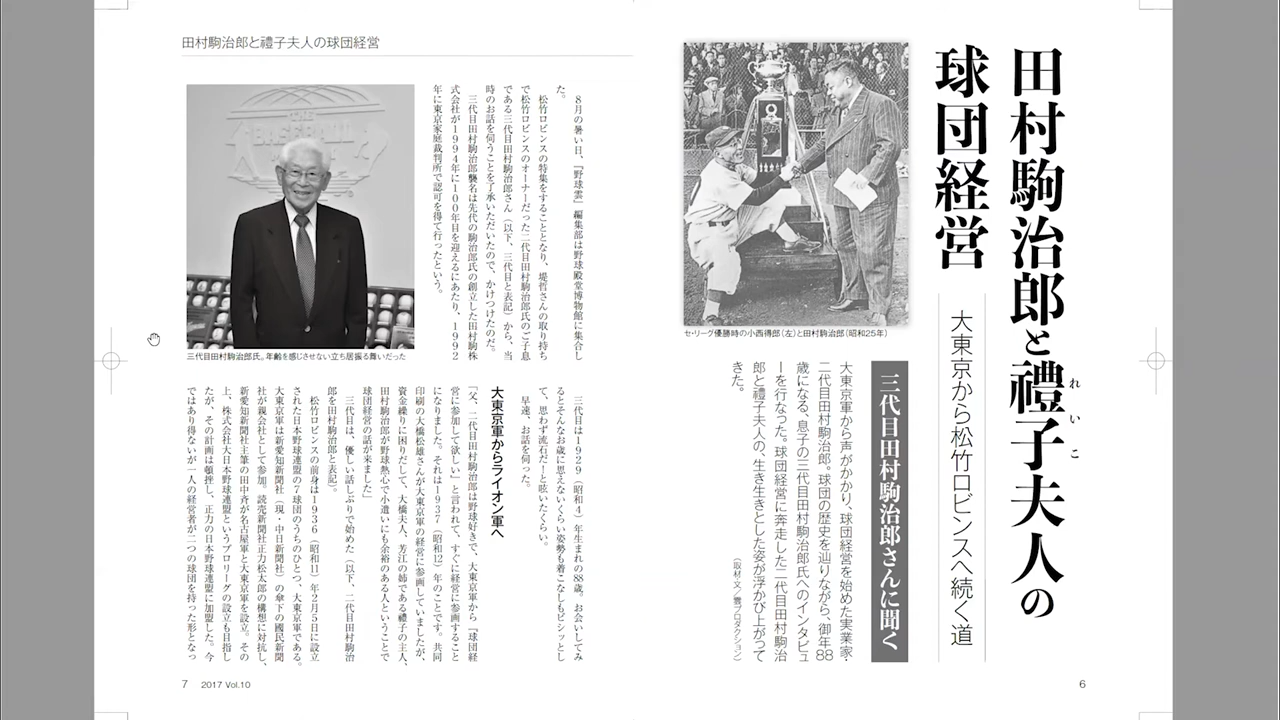 田村駒治郎と禮子夫人の
れいこ
球団経営
大東京から松竹ロビンスへ続く道
セ・リーグ優勝時の小西得郎（左）と田村駒治郎（昭和25年）
三代目田村駒治郎さんに聞く
大東京軍から声がかかり、球団経営を始めた実業家・
二代目田村駒治郎。球団の歴史を辿りながら、御年88
歳になる、息子の三代目田村駒治郎氏へのインタビュ
ーを行なった。球団経営に奔走した二代目田村駒治
郎と禮子夫人の、生き生きとした姿が浮かび上がって
きた。
（取材・文／雲プロダクション）
6
田村駒治郎と禮子夫人の球団経営
８月の暑い日、『野球雲』編集部は野球殿堂博物館に集合し
た。
松竹ロビンスの特集をすることとなり、堤哲さんの取り持ち
で松竹ロビンスのオーナーだった二代目田村駒治郎氏のご子息
である三代目田村駒治郎さん（以下、三代目と表記）から、当
時のお話を伺うことを了承いただいたので、かけつけたのだ。
三代目田村駒治郎襲名は先代の駒治郎氏の創立した田村駒株
式会社が１９９４年に１００年目を迎えるにあたり、１９９２
年に東京家庭裁判所で認可を得て行ったという。
THE
BASEBALL
三代目田村駒治郎氏。年齢を感じさせない立ち居振る舞いだった
三代目は１９２９（昭和４）年生まれの88歳。お会いしてみ
るとそんなお歳に思えないくらい姿勢も着こなしもビシッとし
て、思わず流石だ！と呟いたくらい。
早速、お話を伺った。
大東京軍からライオン軍へ
「父、二代目田村駒治郎は野球好きで、大東京軍から『球団経
営に参加して欲しい』と言われて、すぐに経営に参画すること
になりました。それは１９３７（昭和12）年のことです。共同
印刷の大橋松雄さんが大東京軍の経営に参画していましたが、
資金繰りに困りだして、大橋夫人、芳江の姉である禮子の主人、
田村駒治郎が野球熱心で小遣いにも余裕のある人ということで
球団経営の話が来ました」
三代目は、優しい話しぶりで始めた（以下、二代目田村駒治
郎を田村駒治郎と表記）。
松竹ロビンスの前身は１９３６（昭和11）年２月５日に設立
された日本野球連盟の７球団のうちのひとつ、大東京軍である。
大東京軍は新愛知新聞社（現・中日新聞社）の傘下の國民新聞
社が親会社として参加。読売新聞社正力松太郎の構想に対抗し、
新愛知新聞社主筆の田中斉が名古屋軍と大東京軍を設立。その
上、株式会社大日本野球連盟というプロリーグの設立も目指し
たが、その計画は頓挫し、正力の日本野球連盟に加盟した。今
ではあり得ないが一人の経営者が二つの球団を持った形となっ
7 2017 Vol.10